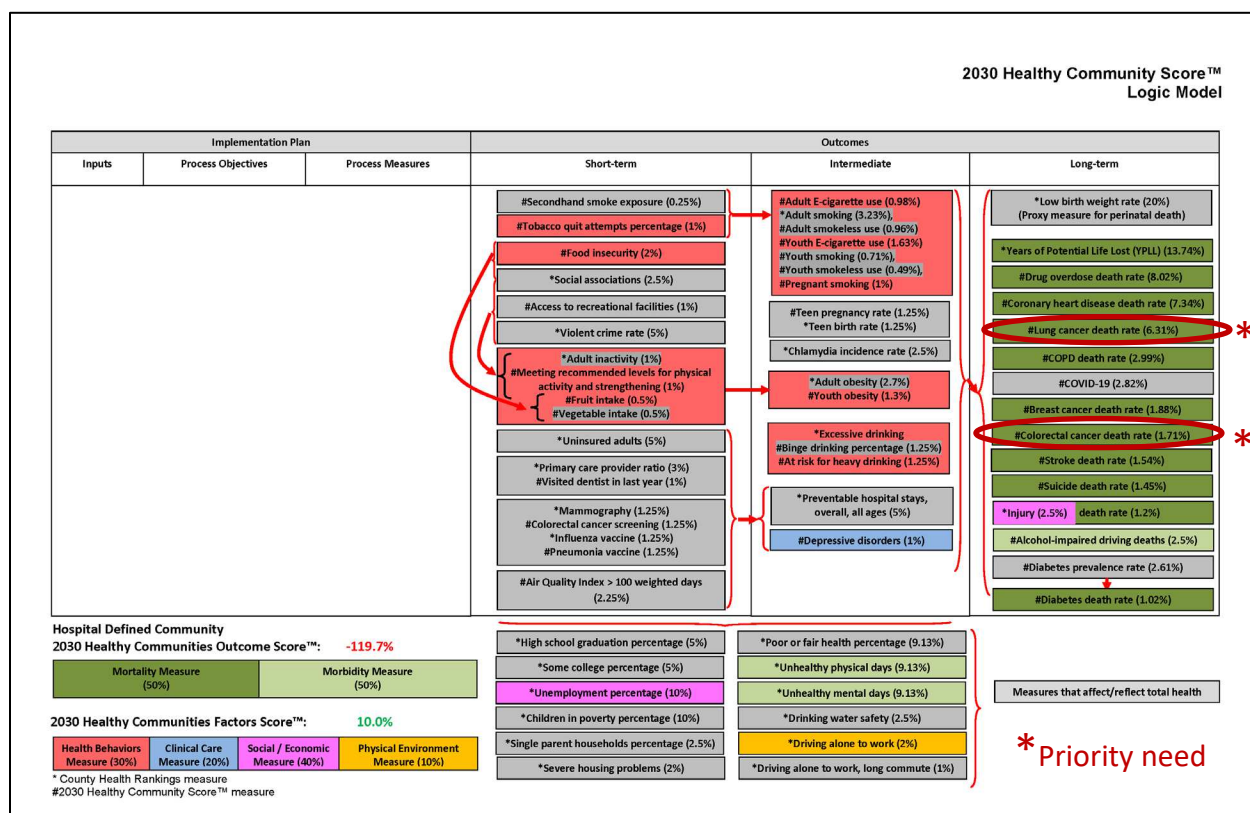 2030 Healthy Community Score™
Logic Model
Implementation Plan
Outcomes
Inputs
Process Objectives
Process Measures
Short-term
Intermediate
Long-term
#Secondhand smoke exposure (0.25%)
#Tobacco quit attempts percentage (1%)
#Food insecurity (2%)
*Social associations (2.5%)
#Access to recreational facilities (1%)
*Violent crime rate (5%)
*Adult inactivity (1%)
#Meeting recommended levels for physical
activity and strengthening (1%)
#Fruit intake (0.5%)
#Vegetable intake (0.5%)
*Uninsured adults (5%)
*Primary care provider ratio (3%)
#Visited dentist in last year (1%)
*Mammography (1.25%)
#Colorectal cancer screening (1.25%)
*Influenza vaccine (1.25%)
#Pneumonia vaccine (1.25%)
#Air Quality Index > 100 weighted days
(2.25%)
#Adult E-cigarette use (0.98%)
*Adult smoking (3.23%),
#Adult smokeless use (0.96%)
#Youth E-cigarette use (1.63%)
#Youth smoking (0.71%),
#Youth smokeless use (0.49%),
#Pregnant smoking (1%)
#Teen pregnancy rate (1.25%)
*Teen birth rate (1.25%)
*Chlamydia incidence rate (2.5%)
*Adult obesity (2.7%)
#Youth obesity (1.3%)
*Excessive drinking
#Binge drinking percentage (1.25%)
#At risk for heavy drinking (1.25%)
*Preventable hospital stays,
overall, all ages (5%)
#Depressive disorders (1%)
*Low birth weight rate (20%)
(Proxy measure for perinatal death)
*Years of Potential Life Lost (YPLL) (13.74%)
#Drug overdose death rate (8.02%)
#Coronary heart disease death rate (7.34%)
#Lung cancer death rate (6.31%)
*
#COPD death rate (2.99%)
#COVID-19 (2.82%)
#Breast cancer death rate (1.88%)
#Colorectal cancer death rate (1.71%)
*
#Stroke death rate (1.54%)
#Suicide death rate (1.45%)
*Injury (2.5%) death rate (1.2%)
#Alcohol-impaired driving deaths (2.5%)
#Diabetes prevalence rate (2.61%)
#Diabetes death rate (1.02%)
Hospital Defined Community
2030 Healthy Communities Outcome Score™: -119.7%
Mortality Measure
(50%)
Morbidity Measure
(50%)
2030 Healthy Communities Factors Score™: 10.0%
Health Behaviors
Measure (30%)
Clinical Care
Measure (20%)
Social / Economic
Measure (40%)
Physical Environment
Measure (10%)
* County Health Rankings measure
#2030 Healthy Community Score™ measure
*High school graduation percentage (5%)
*Some college percentage (5%)
*Unemployment percentage (10%)
*Children in poverty percentage (10%)
*Single parent households percentage (2.5%)
*Severe housing problems (2%)
*Poor or fair health percentage (9.13%)
*Unhealthy physical days (9.13%)
*Unhealthy mental days (9.13%)
*Drinking water safety (2.5%)
*Driving alone to work (2%)
*Driving alone to work, long commute (1%)
Measures that affect/reflect total health
*Priority need